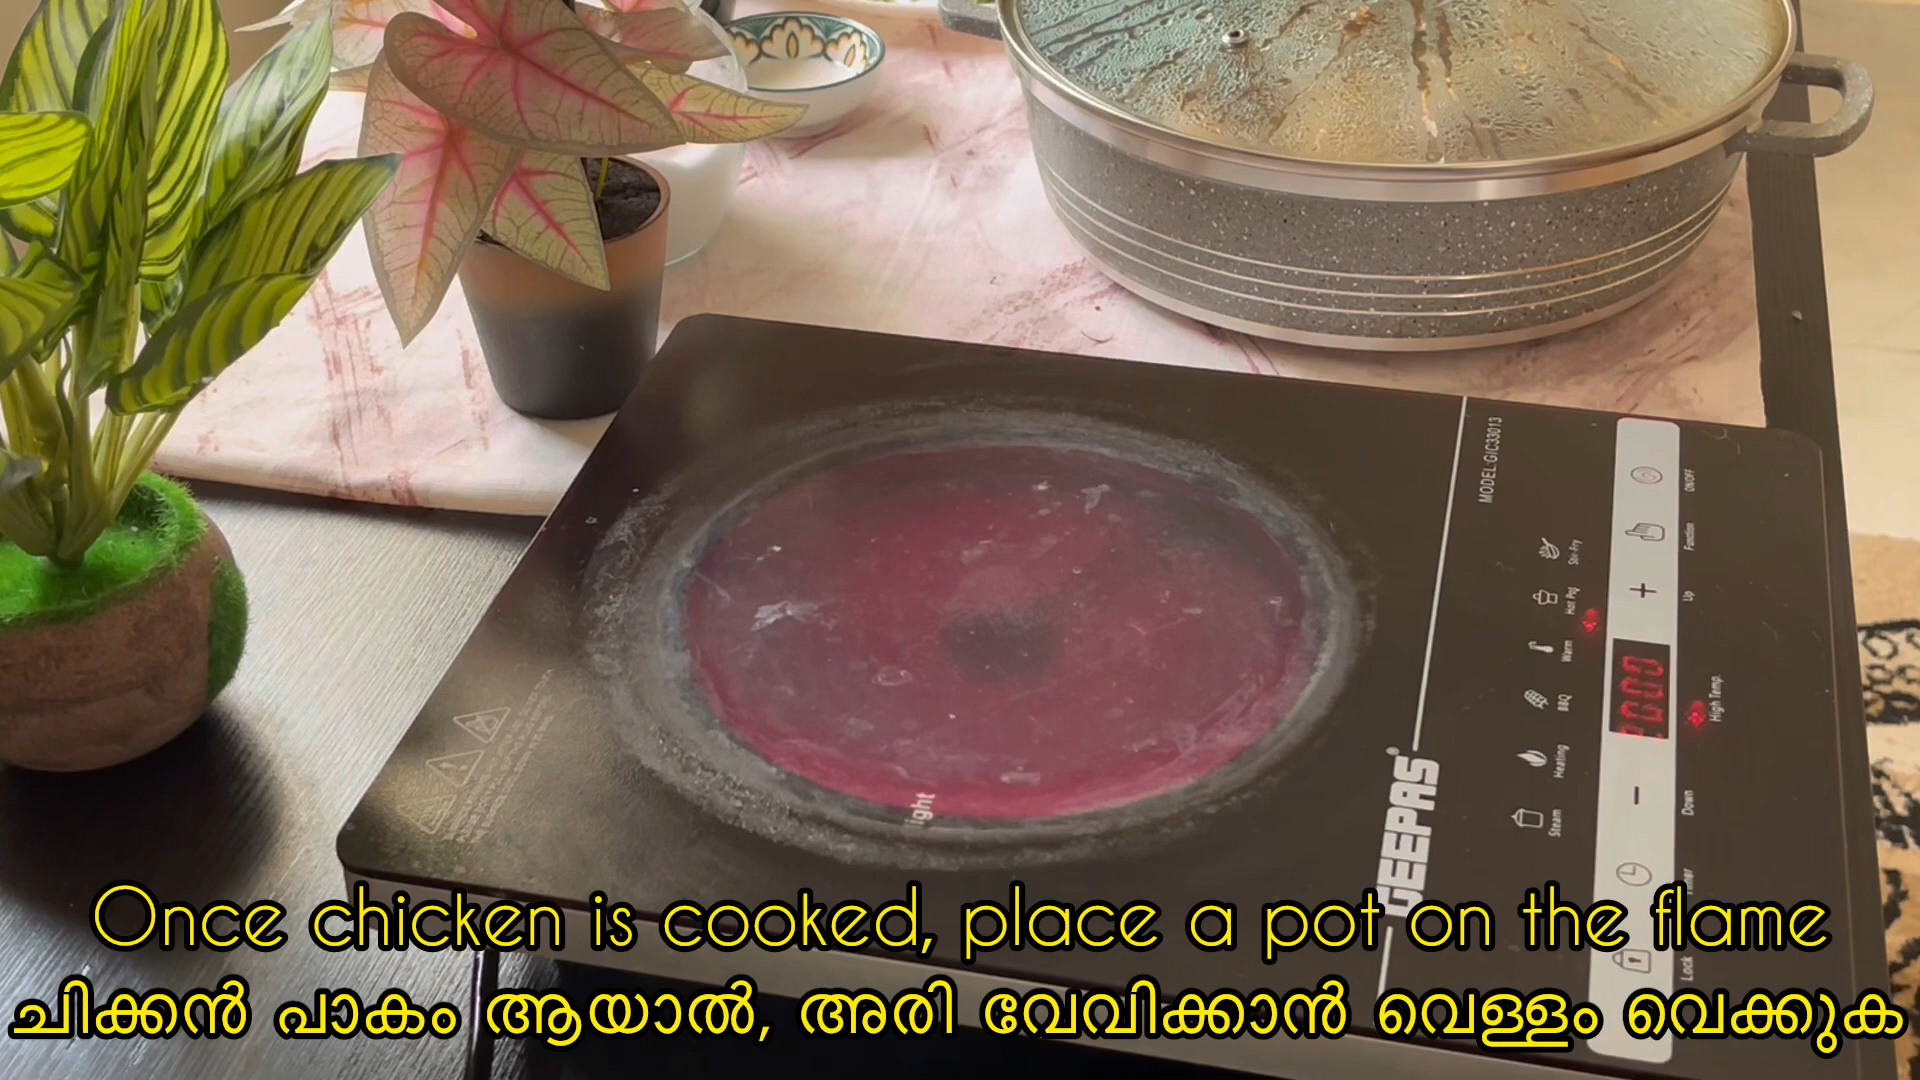 MODEL:GIC33013
ON/OFF
Function
Up
High Temp.
Down
Lock
Stir-Fry
Hot Pot
Warm
BBQ
Heating
Steam
GEEPAS®
Once chicken is cooked, place a pot on the flame
ചിക്കൻ പാകം ആയാൽ, അരി വേവിക്കാൻ വെള്ളം വെക്കുക